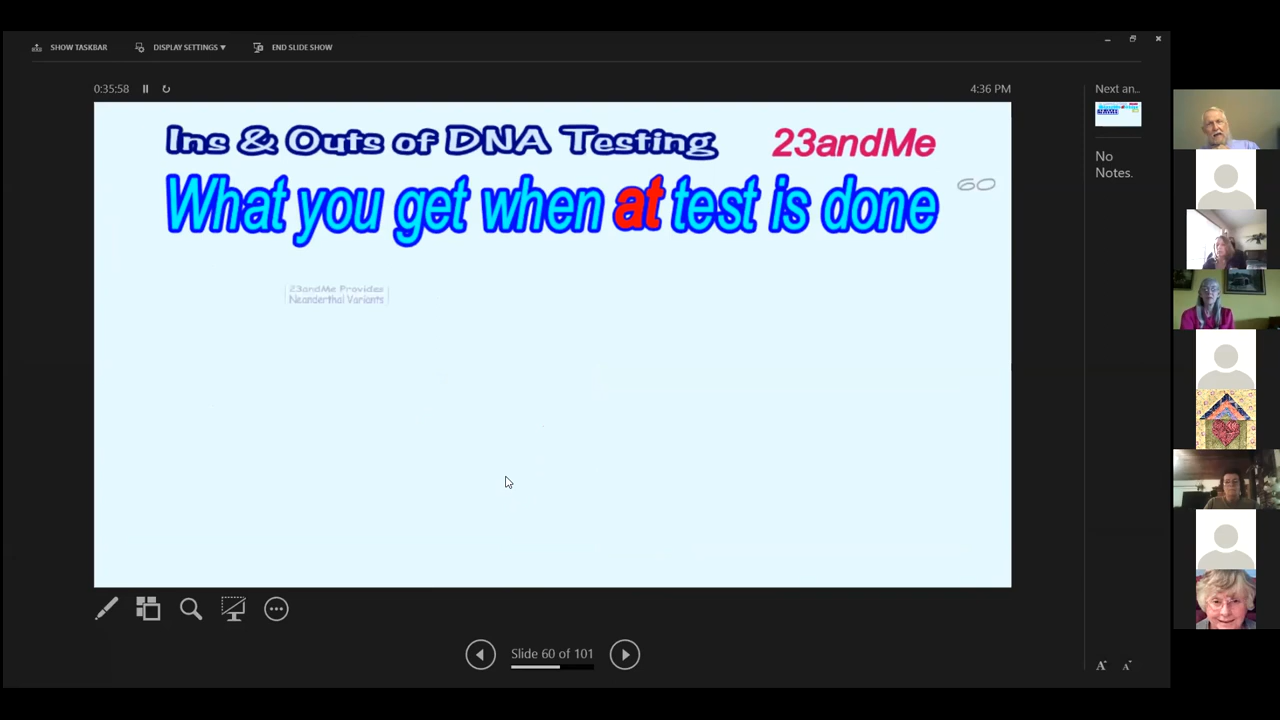 SHOW TASKBAR DISPLAY SETTINGS ▼ END SLIDE SHOW
0:35:58 4:36 PM
Ins & Outs of DNA Testing 23andMe
What you get when at test is done 60
23andMe Provides
Neanderthal Variants
Next an..
No
Notes.
Slide 60 of 101
A A